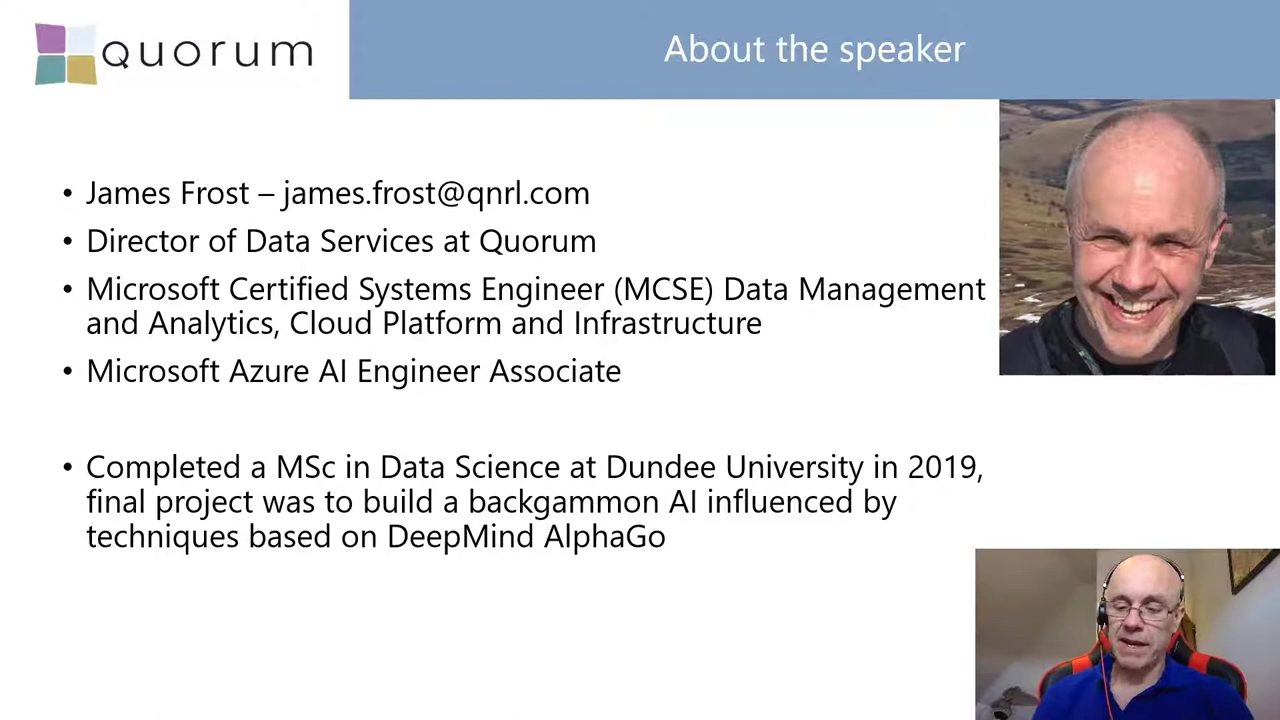 quorum
About the speaker
• James Frost – james.frost@qnrl.com
• Director of Data Services at Quorum
• Microsoft Certified Systems Engineer (MCSE) Data Management
and Analytics, Cloud Platform and Infrastructure
• Microsoft Azure AI Engineer Associate
• Completed a MSc in Data Science at Dundee University in 2019,
final project was to build a backgammon AI influenced by
techniques based on DeepMind AlphaGo